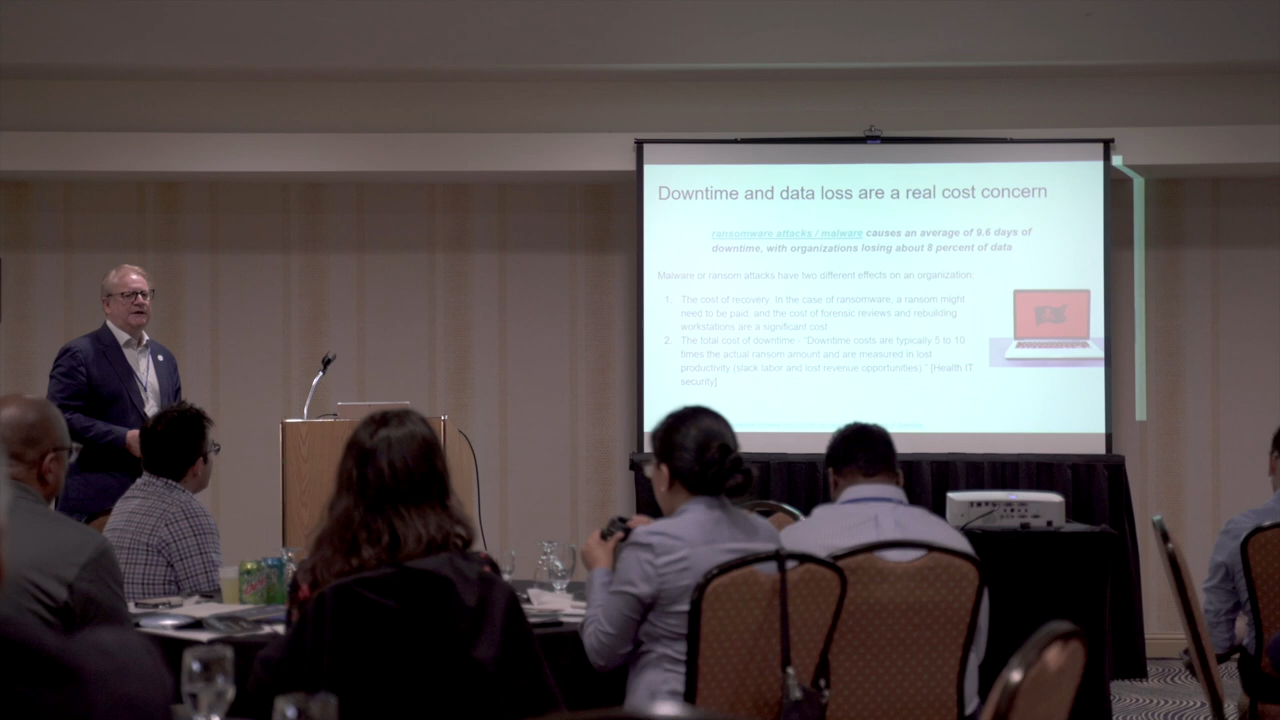 Downtime and data loss are a real cost concern
ransomware attacks / malware causes an average of 9.6 days of
downtime, with organizations losing about 8 percent of data
Malware or ransom attacks have two different effects on an organization:
1. The cost of recovery. In the case of ransomware, a ransom might
need to be paid, and the cost of forensic reviews and rebuilding
workstations are a significant cost
2. The total cost of downtime - "Downtime costs are typically 5 to 10
times the actual ransom amount and are measured in lost
productivity (slack labor and lost revenue opportunities)." [Health IT
security]